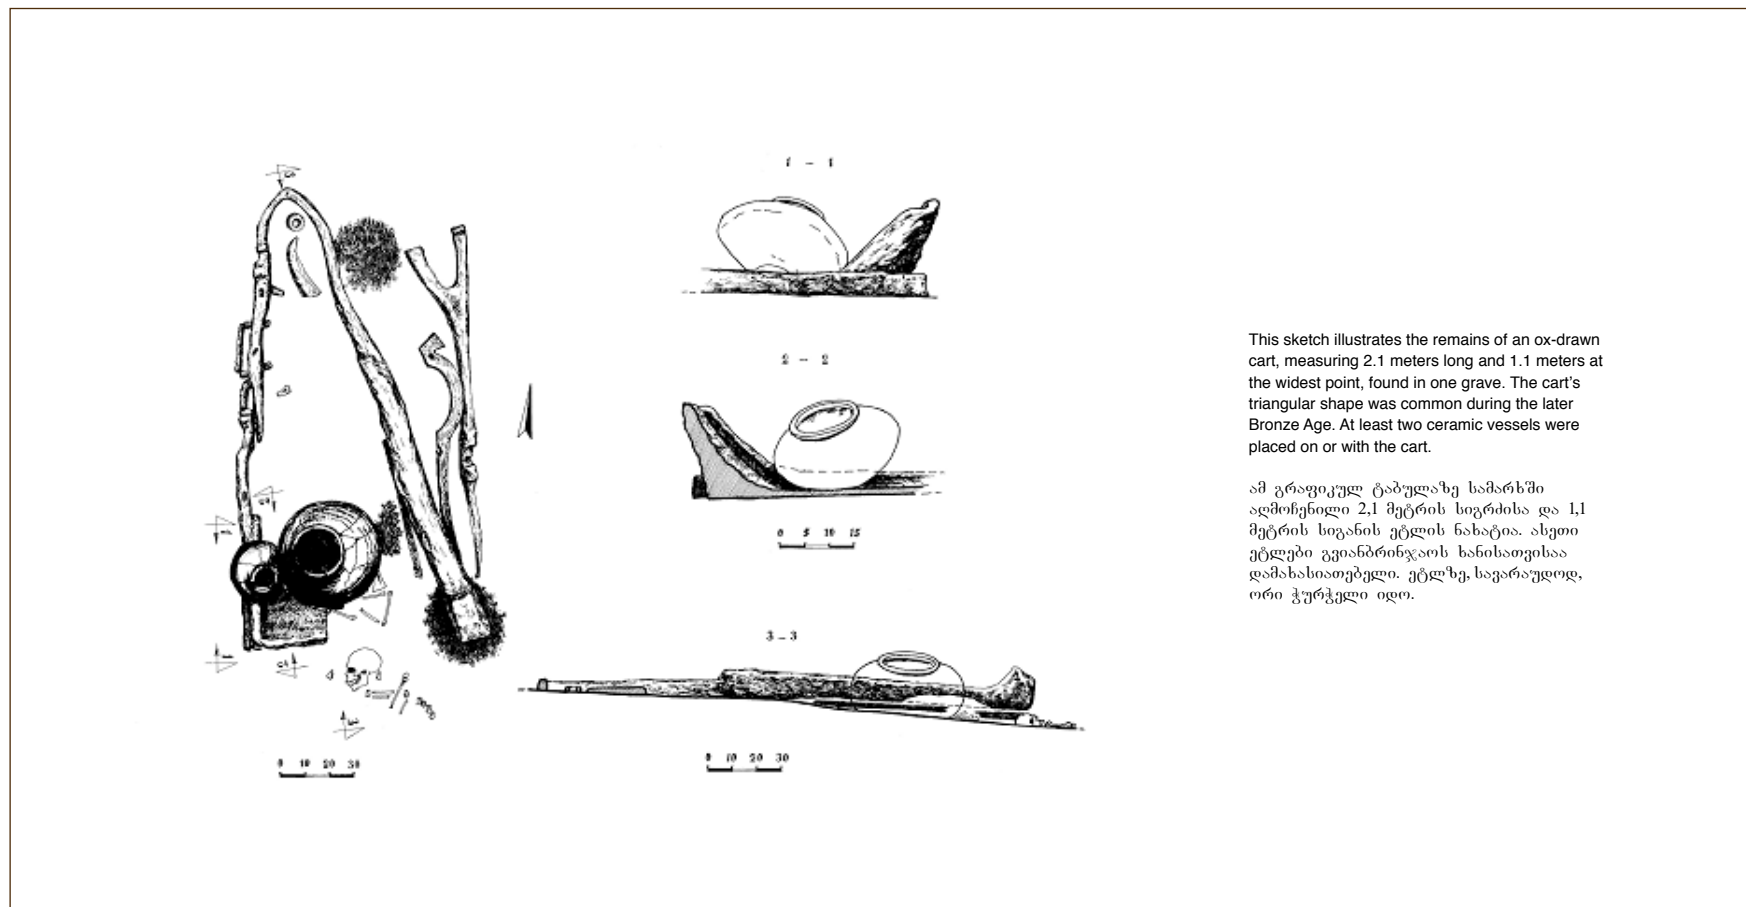 1 – 1
2 – 2
0 5 10 15
3 – 3
0 10 20 30
0 10 20 30
This sketch illustrates the remains of an ox-drawn
cart, measuring 2.1 meters long and 1.1 meters at
the widest point, found in one grave. The cart’s
triangular shape was common during the later
Bronze Age. At least two ceramic vessels were
placed on or with the cart.
ამ გრაფიკულ ტაბულაზე სამარხში
აღმოჩენილი 2,1 მეტრის სიგრძისა და 1,1
მეტრის სიგანის ეტლის ნახატია. ასეთი
ეტლები გვიანბრინჯაოს ხანისათვისაა
დამახასიათებელი. ეტლზე, სავარაუდოდ,
ორი ჭურჭელი იდო.